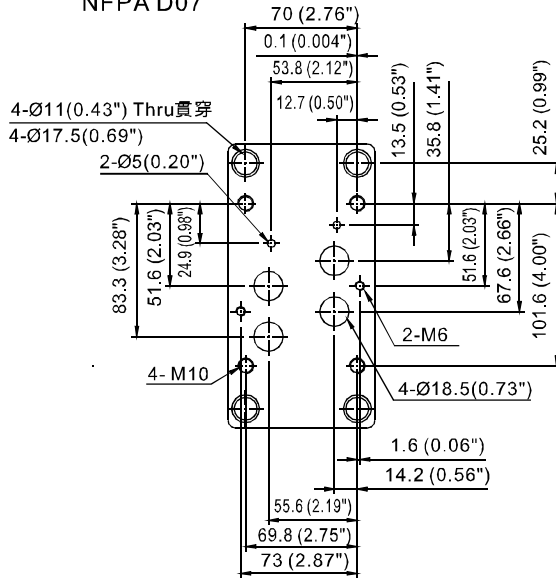 NFPA D07
70 (2.76")
0.1 (0.004")
53.8 (2.12")
12.7 (0.50")
13.5 (0.53")
35.8 (1.41")
25.2 (0.99")
4-Ø11(0.43") Thru貫穿
4-Ø17.5(0.69")
2-Ø5(0.20")
83.3 (3.28")
51.6 (2.03")
24.9 (0.98")
51.6 (2.03")
67.6 (2.66")
101.6 (4.00")
2-M6
4-M10
4-Ø18.5(0.73")
1.6 (0.06")
14.2 (0.56")
55.6 (2.19")
69.8 (2.75")
73 (2.87")